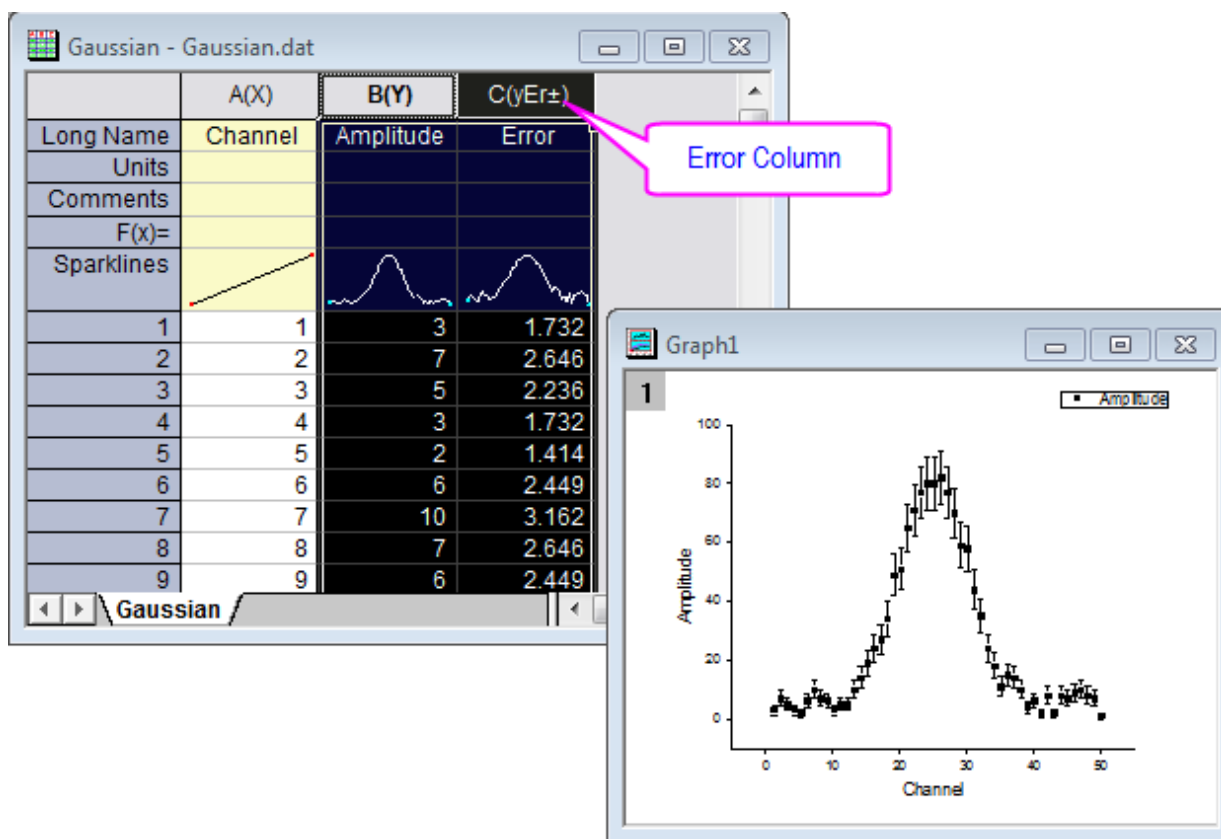 Gaussian - Gaussian.dat
A(X) B(Y) C(yEr±)
Long Name Channel Amplitude Error
Units
Comments
F(x)=
Sparklines
1 1 3 1.732
2 2 7 2.646
3 3 5 2.236
4 4 3 1.732
5 5 2 1.414
6 6 6 2.449
7 7 10 3.162
8 8 7 2.646
9 9 6 2.449
Gaussian
Error Column
Graph1
1
Amplitude
100
80
60
40
20
0
Amplitude
0 10 20 30 40 50
Channel